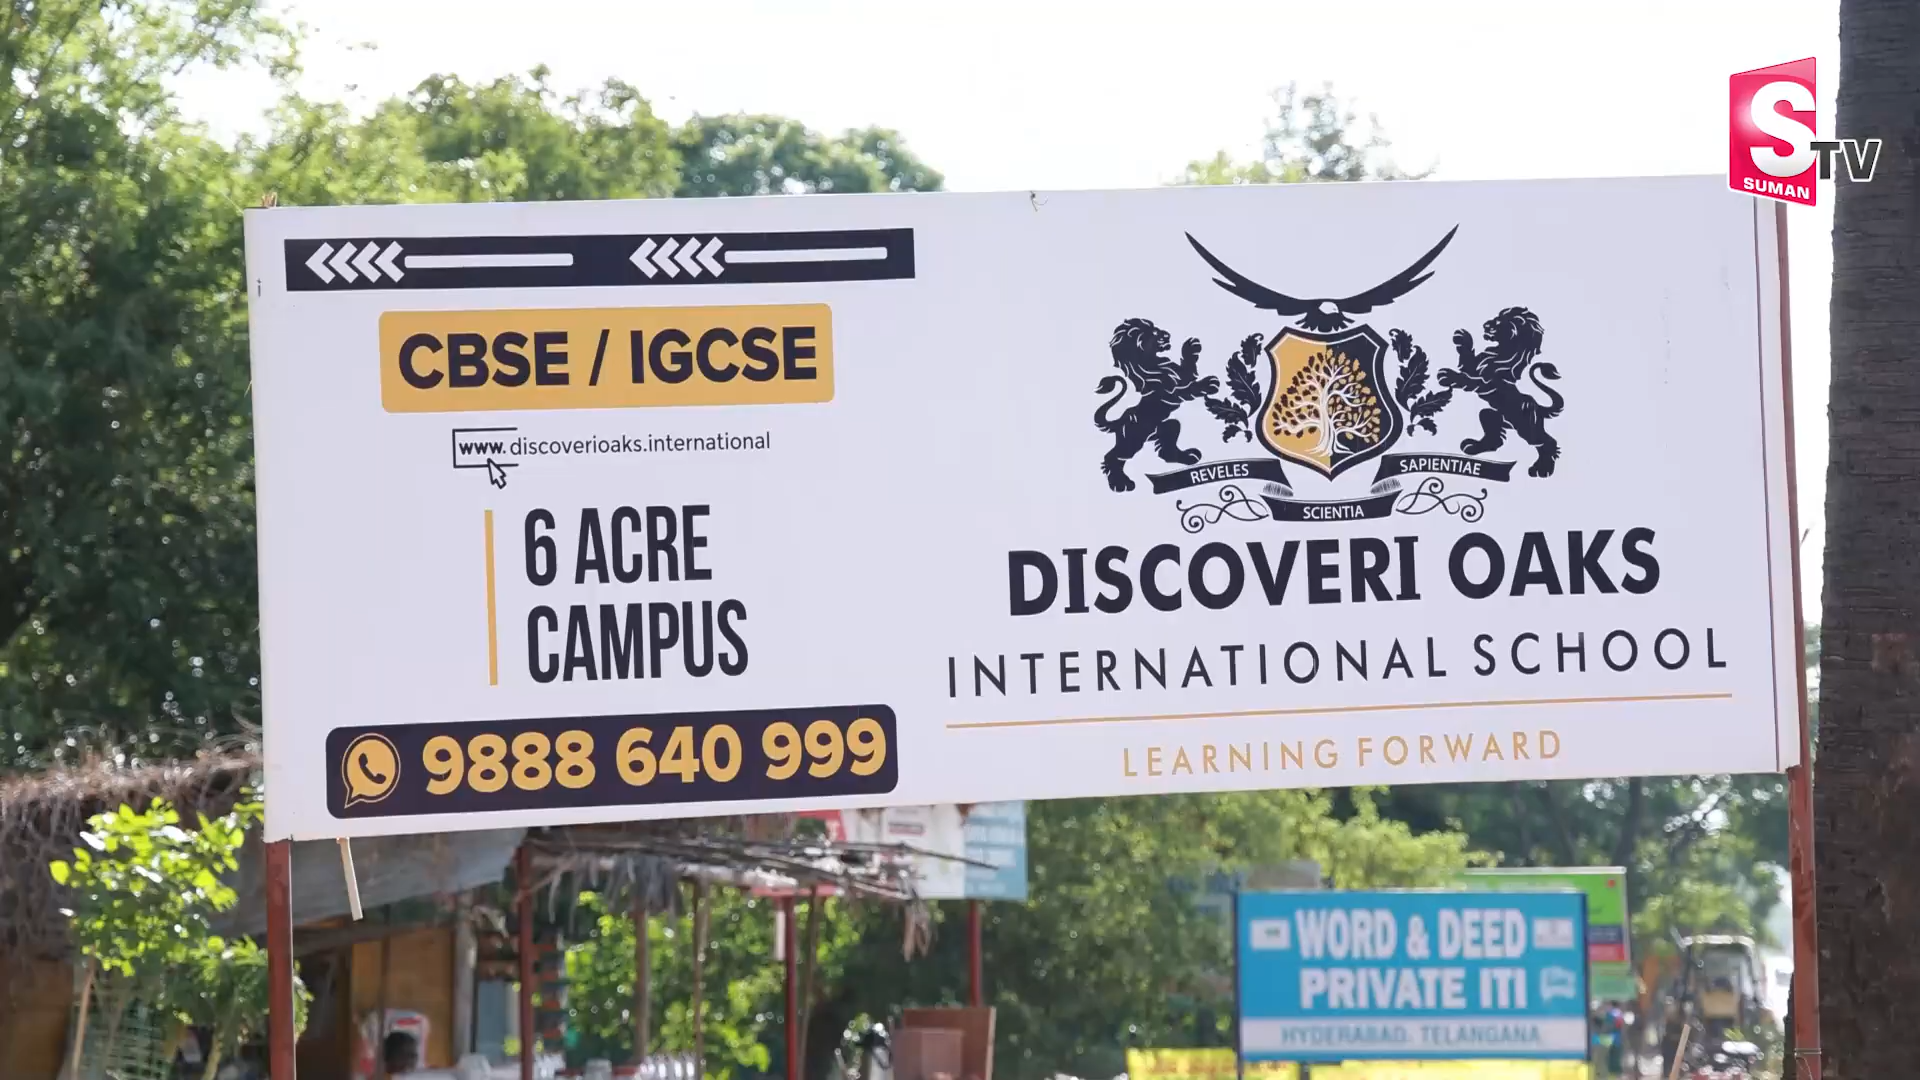 CBSE / IGCSE
www.discoverioaks.international
6 ACRE
CAMPUS
9888 640 999
REVELES
SCIENTIA
SAPIENTIAE
DISCOVERI OAKS
INTERNATIONAL SCHOOL
LEARNING FORWARD
S
SUMAN
TV
WORD & DEED
PRIVATE ITI
HYDERABAD. TELANGANA